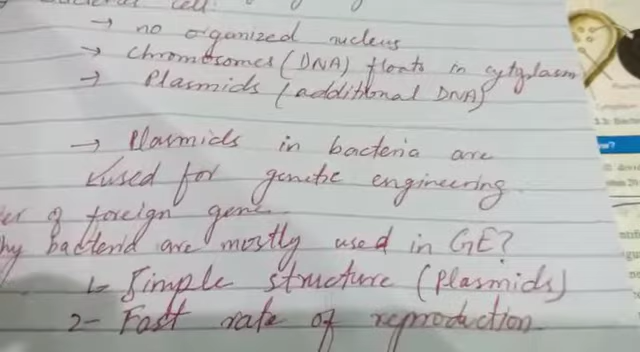 cell.
→ no organized nucleus
→ chromosomes (DNA) floats in cytoplasm
→ Plasmids (additional DNA)
→ Plasmids in bacteria are
used for genetic engineering.
of foreign gene
bacteria are mostly used in GE?
1- Simple structure (Plasmids)
2- Fast rate of reproduction